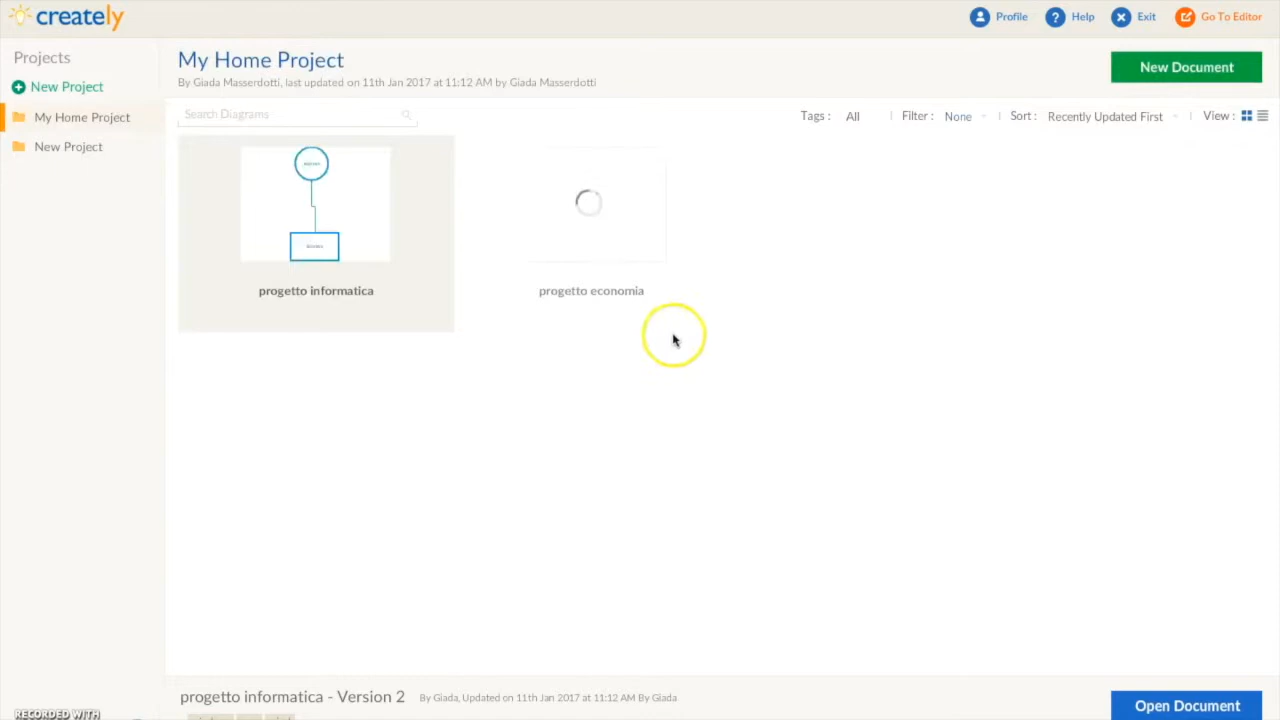 creately
Profile
Help
Exit
Go To Editor
Projects
New Project
My Home Project
New Project
My Home Project
By Giada Masserdotti, last updated on 11th Jan 2017 at 11:12 AM by Giada Masserdotti
New Document
Search Diagrams
Tags : All
Filter : None
Sort : Recently Updated First
View :
progetto informatica
progetto economia
progetto informatica - Version 2
By Giada, Updated on 11th Jan 2017 at 11:12 AM By Giada
Open Document
RECORDED WITH